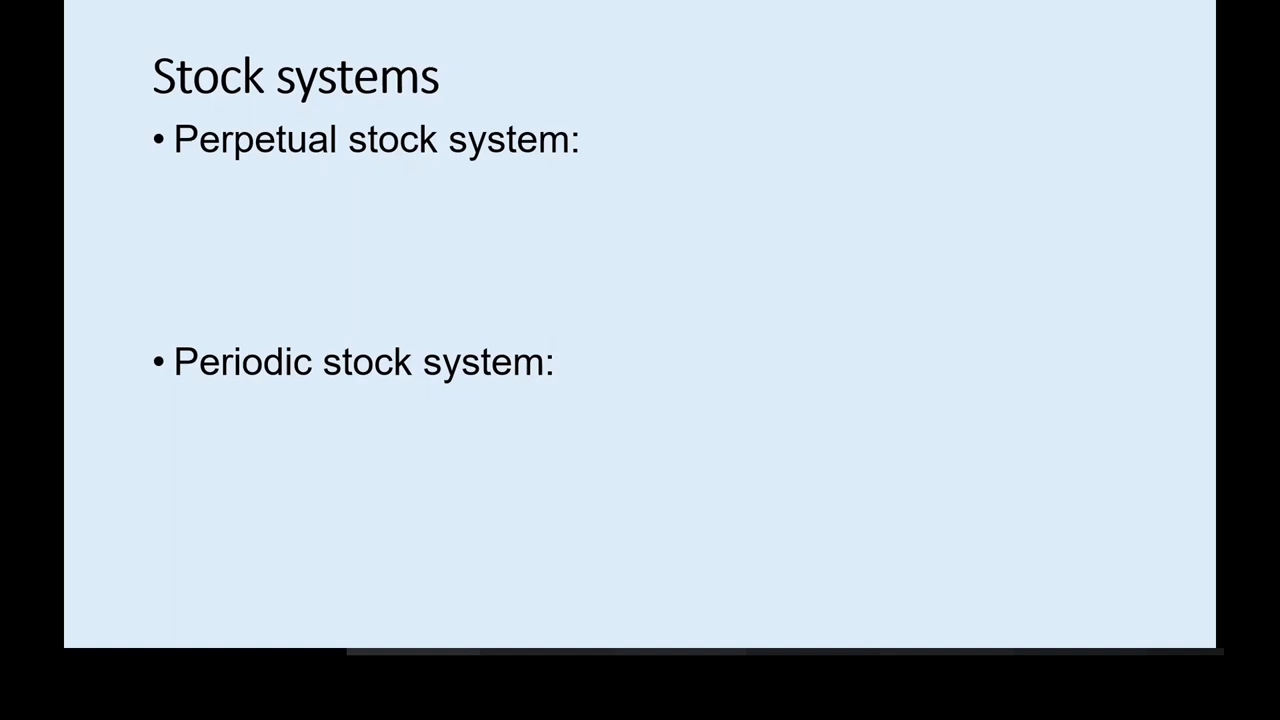 Stock systems
• Perpetual stock system:
• Periodic stock system: